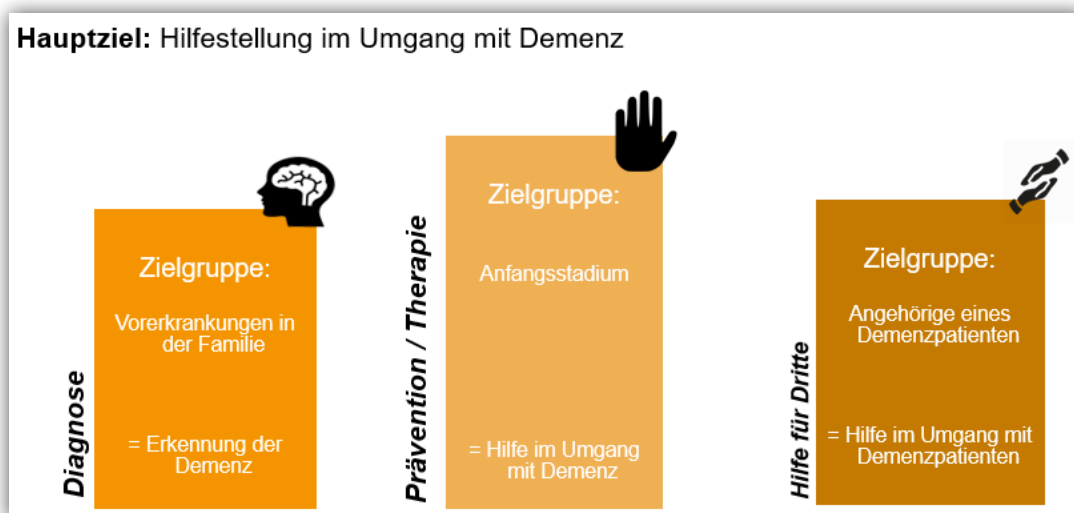 Hauptziel: Hilfestellung im Umgang mit Demenz
Diagnose
Zielgruppe:
Vorerkrankungen in
der Familie
= Erkennung der
Demenz
Prävention / Therapie
Zielgruppe:
Anfangsstadium
= Hilfe im Umgang
mit Demenz
Hilfe für Dritte
Zielgruppe:
Angehörige eines
Demenzpatienten
= Hilfe im Umgang mit
Demenzpatienten